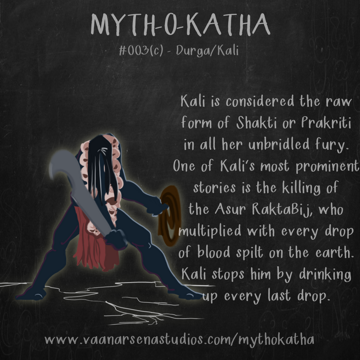 MYTH-O-KATHA
#003(c) - Durga/Kali
Kali is considered the raw
form of Shakti or Prakriti
in all her unbridled fury.
One of Kali's most prominent
stories is the killing of
the Asur RaktaBij, who
multiplied with every drop
of blood spilt on the earth.
Kali stops him by drinking
up every last drop.
www.vaanarsenastudios.com/mythokatha